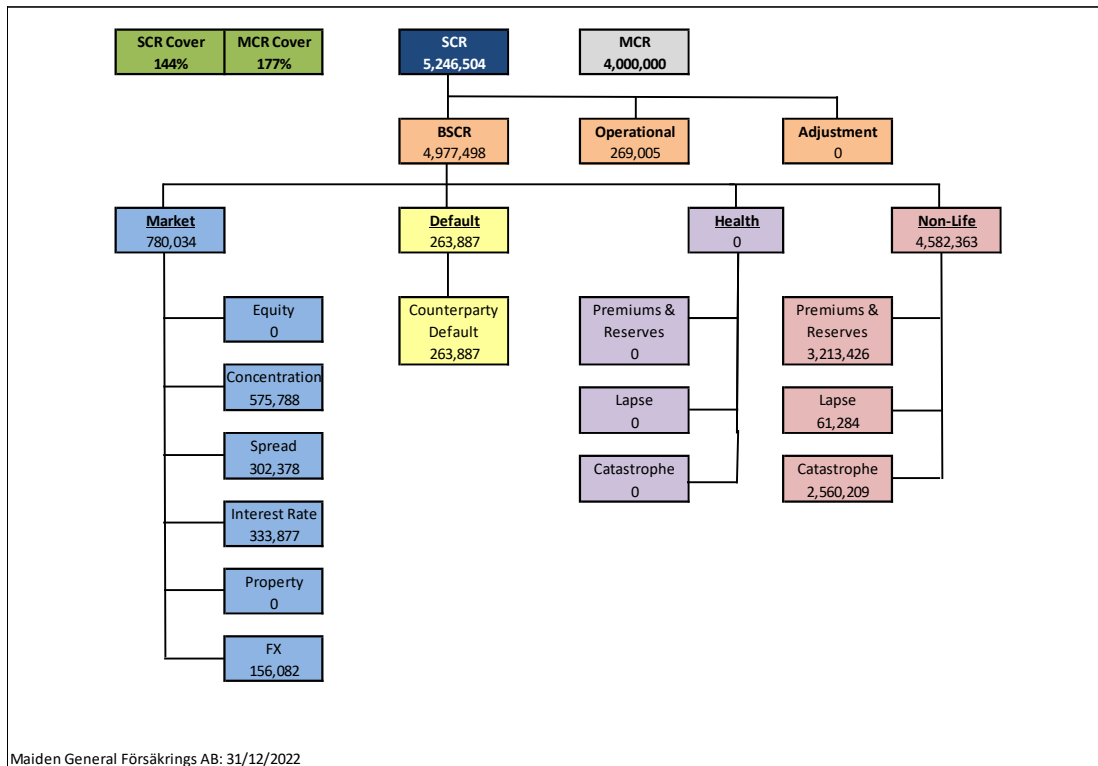 SCR Cover
144%
MCR Cover
177%
SCR
5,246,504
MCR
4,000,000
BSCR
4,977,498
Operational
269,005
Adjustment
0
Market
780,034
Default
263,887
Health
0
Non-Life
4,582,363
Equity
0
Counterparty
Default
263,887
Premiums &
Reserves
0
Premiums &
Reserves
3,213,426
Concentration
575,788
Lapse
0
Lapse
61,284
Spread
302,378
Catastrophe
0
Catastrophe
2,560,209
Interest Rate
333,877
Property
0
FX
156,082
Maiden General Försäkrings AB: 31/12/2022